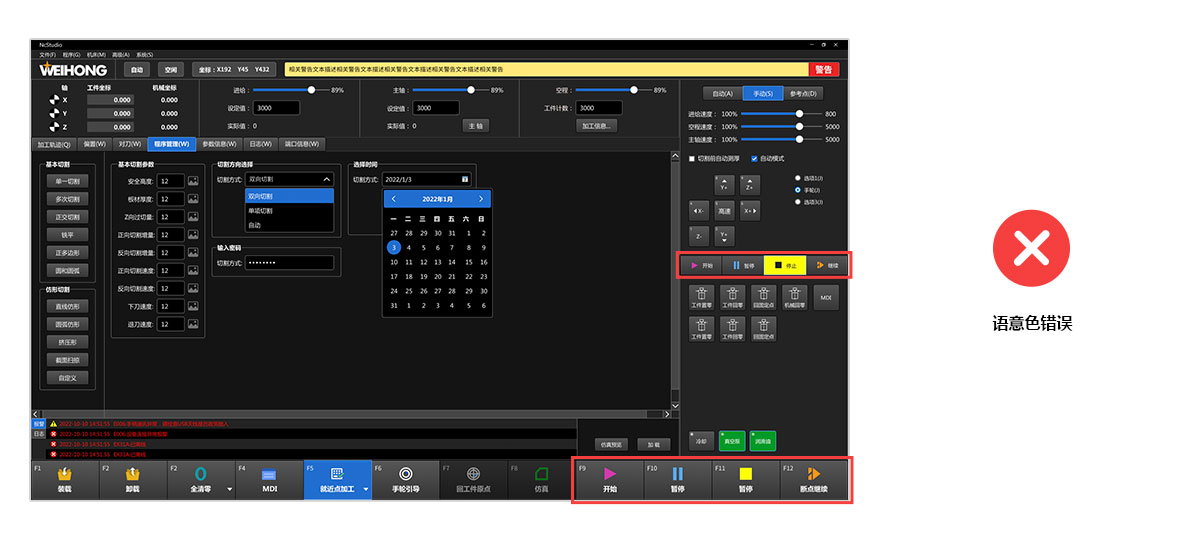 NcStudio
文件(F) 程序(G) 机床(M) 高级(A) 系统(S)
WEIHONG 自动 空闲 坐标：X192 Y45 Y432 相关警告文本描述相关警告文本描述相关警告文本描述相关警告文本描述相关警告 警告
轴 工件坐标 机械坐标
X 0.000 0.000
Y 0.000 0.000
Z 0.000 0.000
进给： 89% 主轴： 89% 空程： 89%
设定值： 3000 设定值： 3000 工件计数： 3000
实际值：0 实际值：0 主轴 加工信息...
自动(A) 手动(S) 参考点(D)
进给速度： 100% 800
空程速度： 100% 5000
主轴速度： 100% 5000
加工轨迹(Q) 偏置(W) 对刀(W) 程序管理(W) 参数信息(W) 日志(W) 端口信息(W)
切割前自动测厚 自动模式
基本切割
单一切割
多次切割
正交切割
铣平
正多边形
圆和圆弧
仿形切割
直线仿形
圆弧仿形
挤压形
截面扫掠
自定义
基本切割参数
安全高度: 12
板材厚度: 12
Z向过切量: 12
正向切割增量: 12
反向切割增量: 12
正向切割速度: 12
反向切割速度: 12
下刀速度: 12
退刀速度: 12
切割方向选择
切割方式: 双向切割
双向切割
单项切割
自动
输入密码
切割方式: ••••••••
选择时间
切割方式: 2022/1/3
2022年1月
一 二 三 四 五 六 日
27 28 29 30 31 1 2
3 4 5 6 7 8 9
10 11 12 13 14 15 16
17 18 19 20 21 22 23
24 25 26 27 28 29 30
31 1 2 3 4 5 6
Y+ Z+
X- 高速 X+
Z- Y+
选项1(J)
手轮(J)
选项3(J)
开始 暂停 停止 继续
工件置零 工件回零 回固定点 机械回零 MDI
工件置零 工件回零 回固定点
冷却 真空泵 润滑油
报警
日志
2022-10-10 14:51:55
2022-10-10 14:51:55
2022-10-10 14:51:55
2022-10-10 14:51:55
仿真预览 加载
F1 装载
F2 卸载
F2 全清零
F4 MDI
F5 就近点加工
F6 手轮引导
F7 回工件原点
F8 仿真
F9 开始
F10 暂停
F11 暂停
F12 断点继续
语意色错误